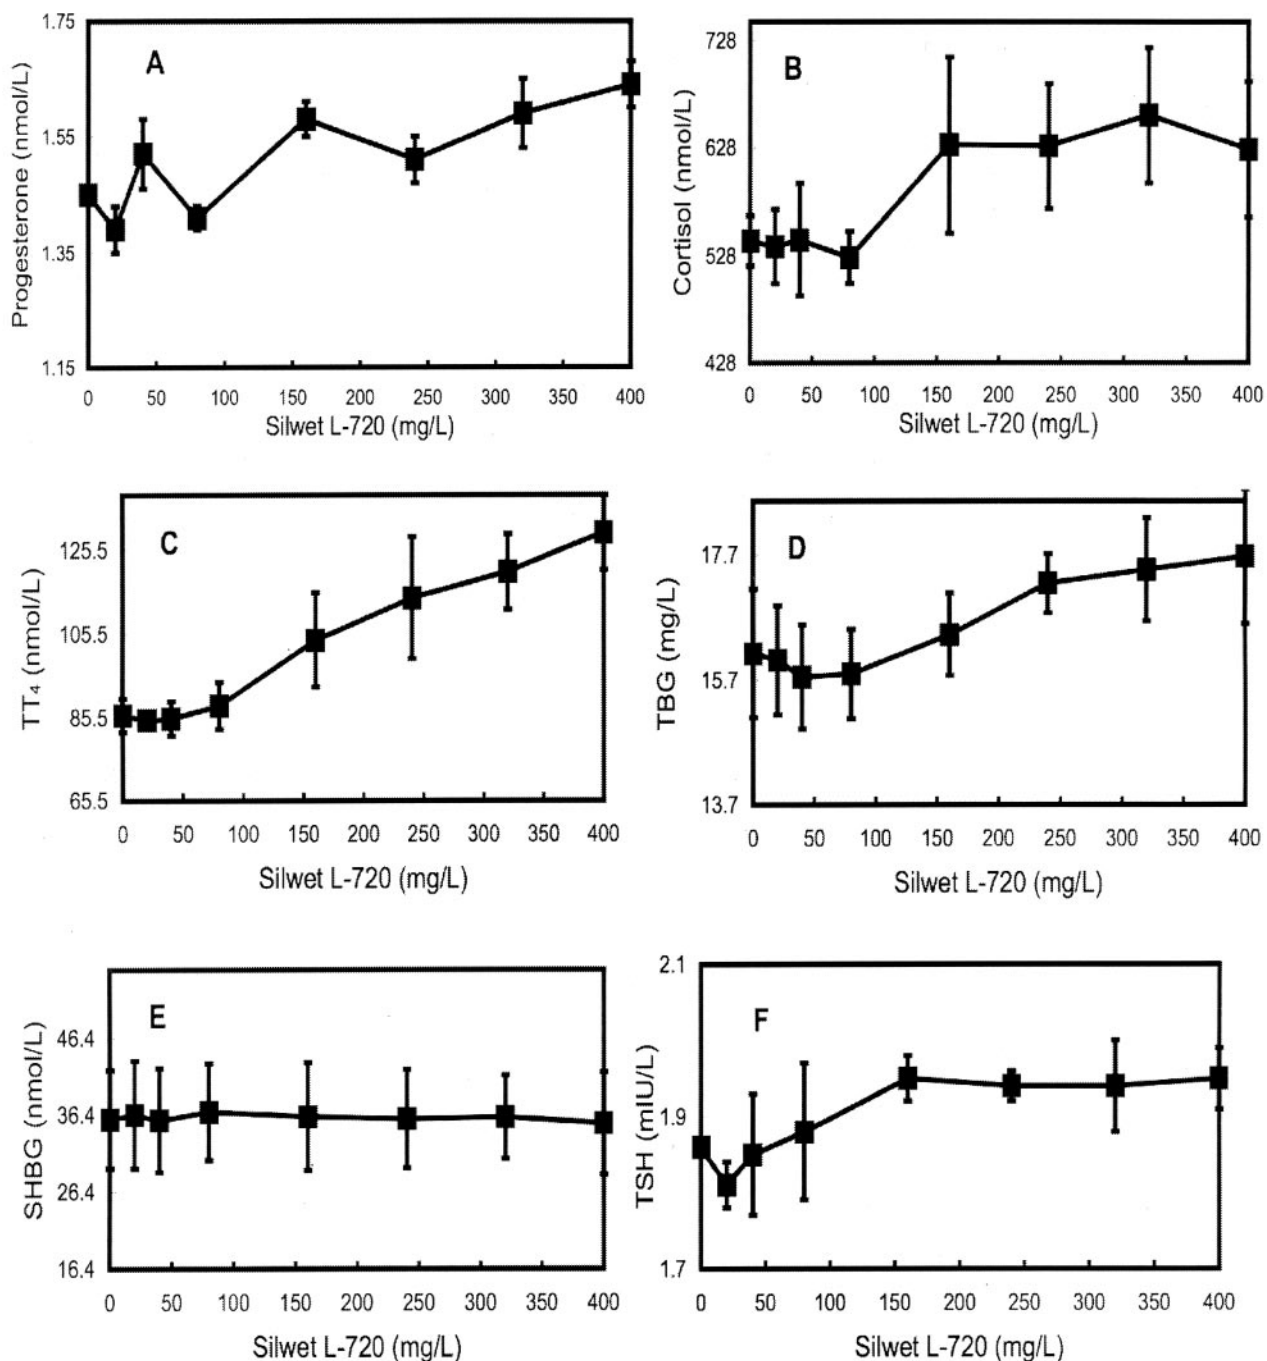 A
Progesterone (nmol/L)
1.75
1.55
1.35
1.15
0 50 100 150 200 250 300 350 400
Silwet L-720 (mg/L)
B
Cortisol (nmol/L)
728
628
528
428
0 50 100 150 200 250 300 350 400
Silwet L-720 (mg/L)
C
TT₄ (nmol/L)
125.5
105.5
85.5
65.5
0 50 100 150 200 250 300 350 400
Silwet L-720 (mg/L)
D
TBG (mg/L)
17.7
15.7
13.7
0 50 100 150 200 250 300 350 400
Silwet L-720 (mg/L)
E
SHBG (nmol/L)
46.4
36.4
26.4
16.4
0 50 100 150 200 250 300 350 400
Silwet L-720 (mg/L)
F
TSH (mIU/L)
2.1
1.9
1.7
0 50 100 150 200 250 300 350 400
Silwet L-720 (mg/L)